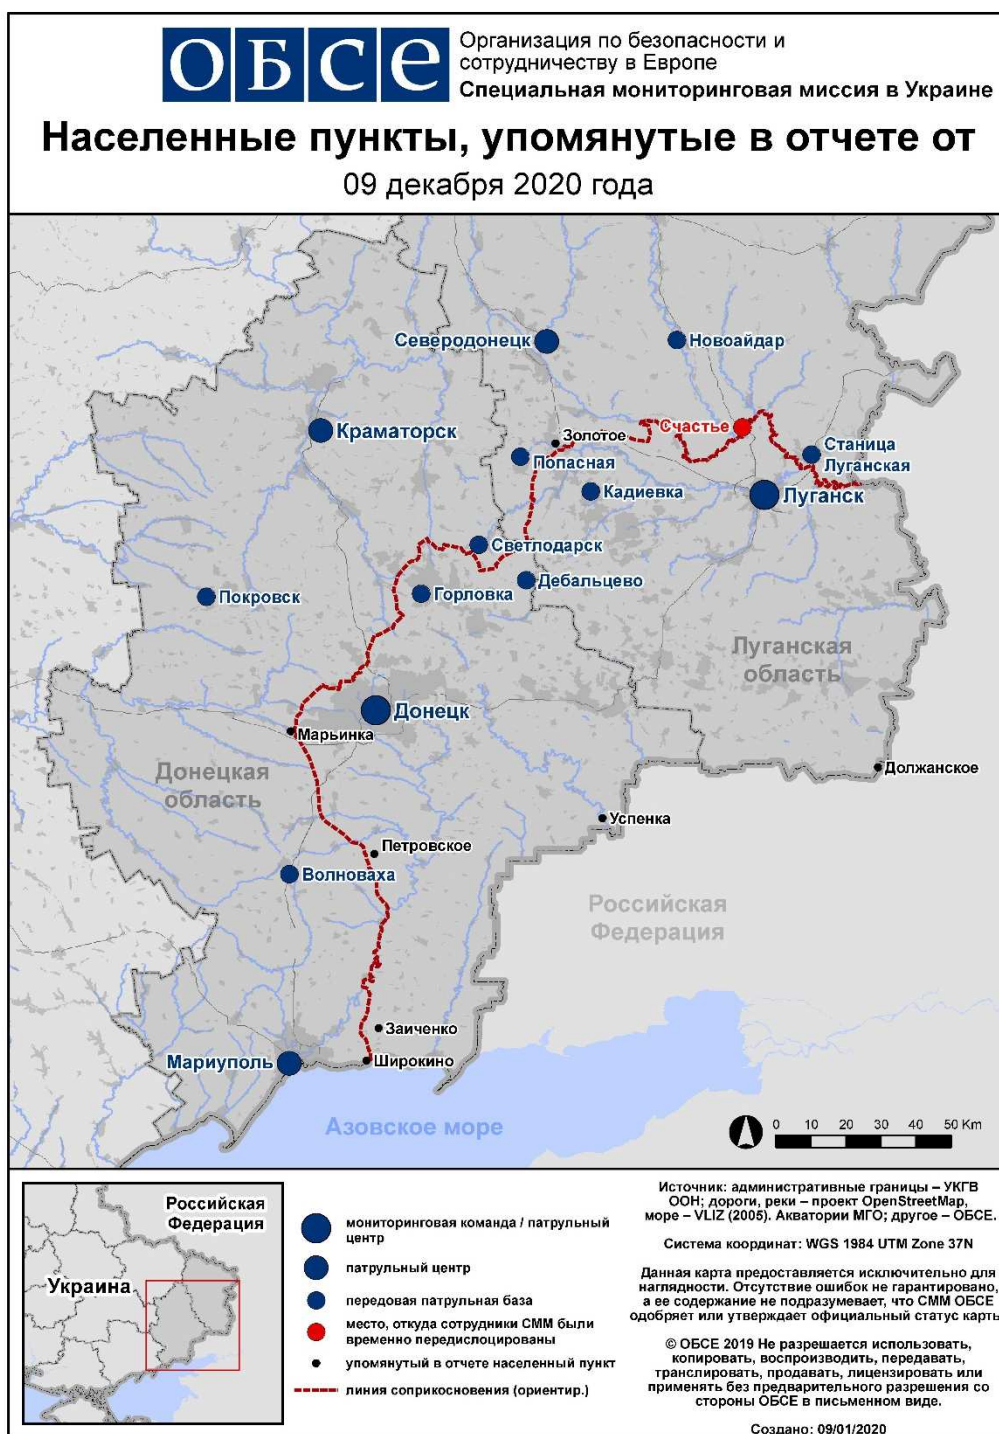 ОБСЕ
Организация по безопасности и
сотрудничеству в Европе
Специальная мониторинговая миссия в Украине
Населенные пункты, упомянутые в отчете от
09 декабря 2020 года
Северодонецк
Новоайдар
Краматорск
Золотое
Счастье
Попасная
Станица
Луганская
Кадиевка
Луганск
Светлодарск
Покровск
Горловка
Дебальцево
Луганская
область
Донецк
Марьинка
Донецкая
область
Должанское
Успенка
Петровское
Волноваха
Российская
Федерация
Заиченко
Мариуполь
Широкино
Азовское море
0 10 20 30 40 50 Km
Российская
Федерация
Украина
мониторинговая команда / патрульный
центр
патрульный центр
передовая патрульная база
место, откуда сотрудники СММ были
временно передислоцированы
упомянутый в отчете населенный пункт
линия соприкосновения (ориентир.)
Источник: административные границы – УКГВ
ООН; дороги, реки – проект OpenStreetMap,
море – VLIZ (2005). Акватории МГО; другое – ОБСЕ.
Система координат: WGS 1984 UTM Zone 37N
Данная карта предоставляется исключительно для
наглядности. Отсутствие ошибок не гарантировано,
а ее содержание не подразумевает, что СММ ОБСЕ
одобряет или утверждает официальный статус карты
© ОБСЕ 2019 Не разрешается использовать,
копировать, воспроизводить, передавать,
транслировать, продавать, лицензировать или
применять без предварительного разрешения со
стороны ОБСЕ в письменном виде.
Создано: 09/01/2020